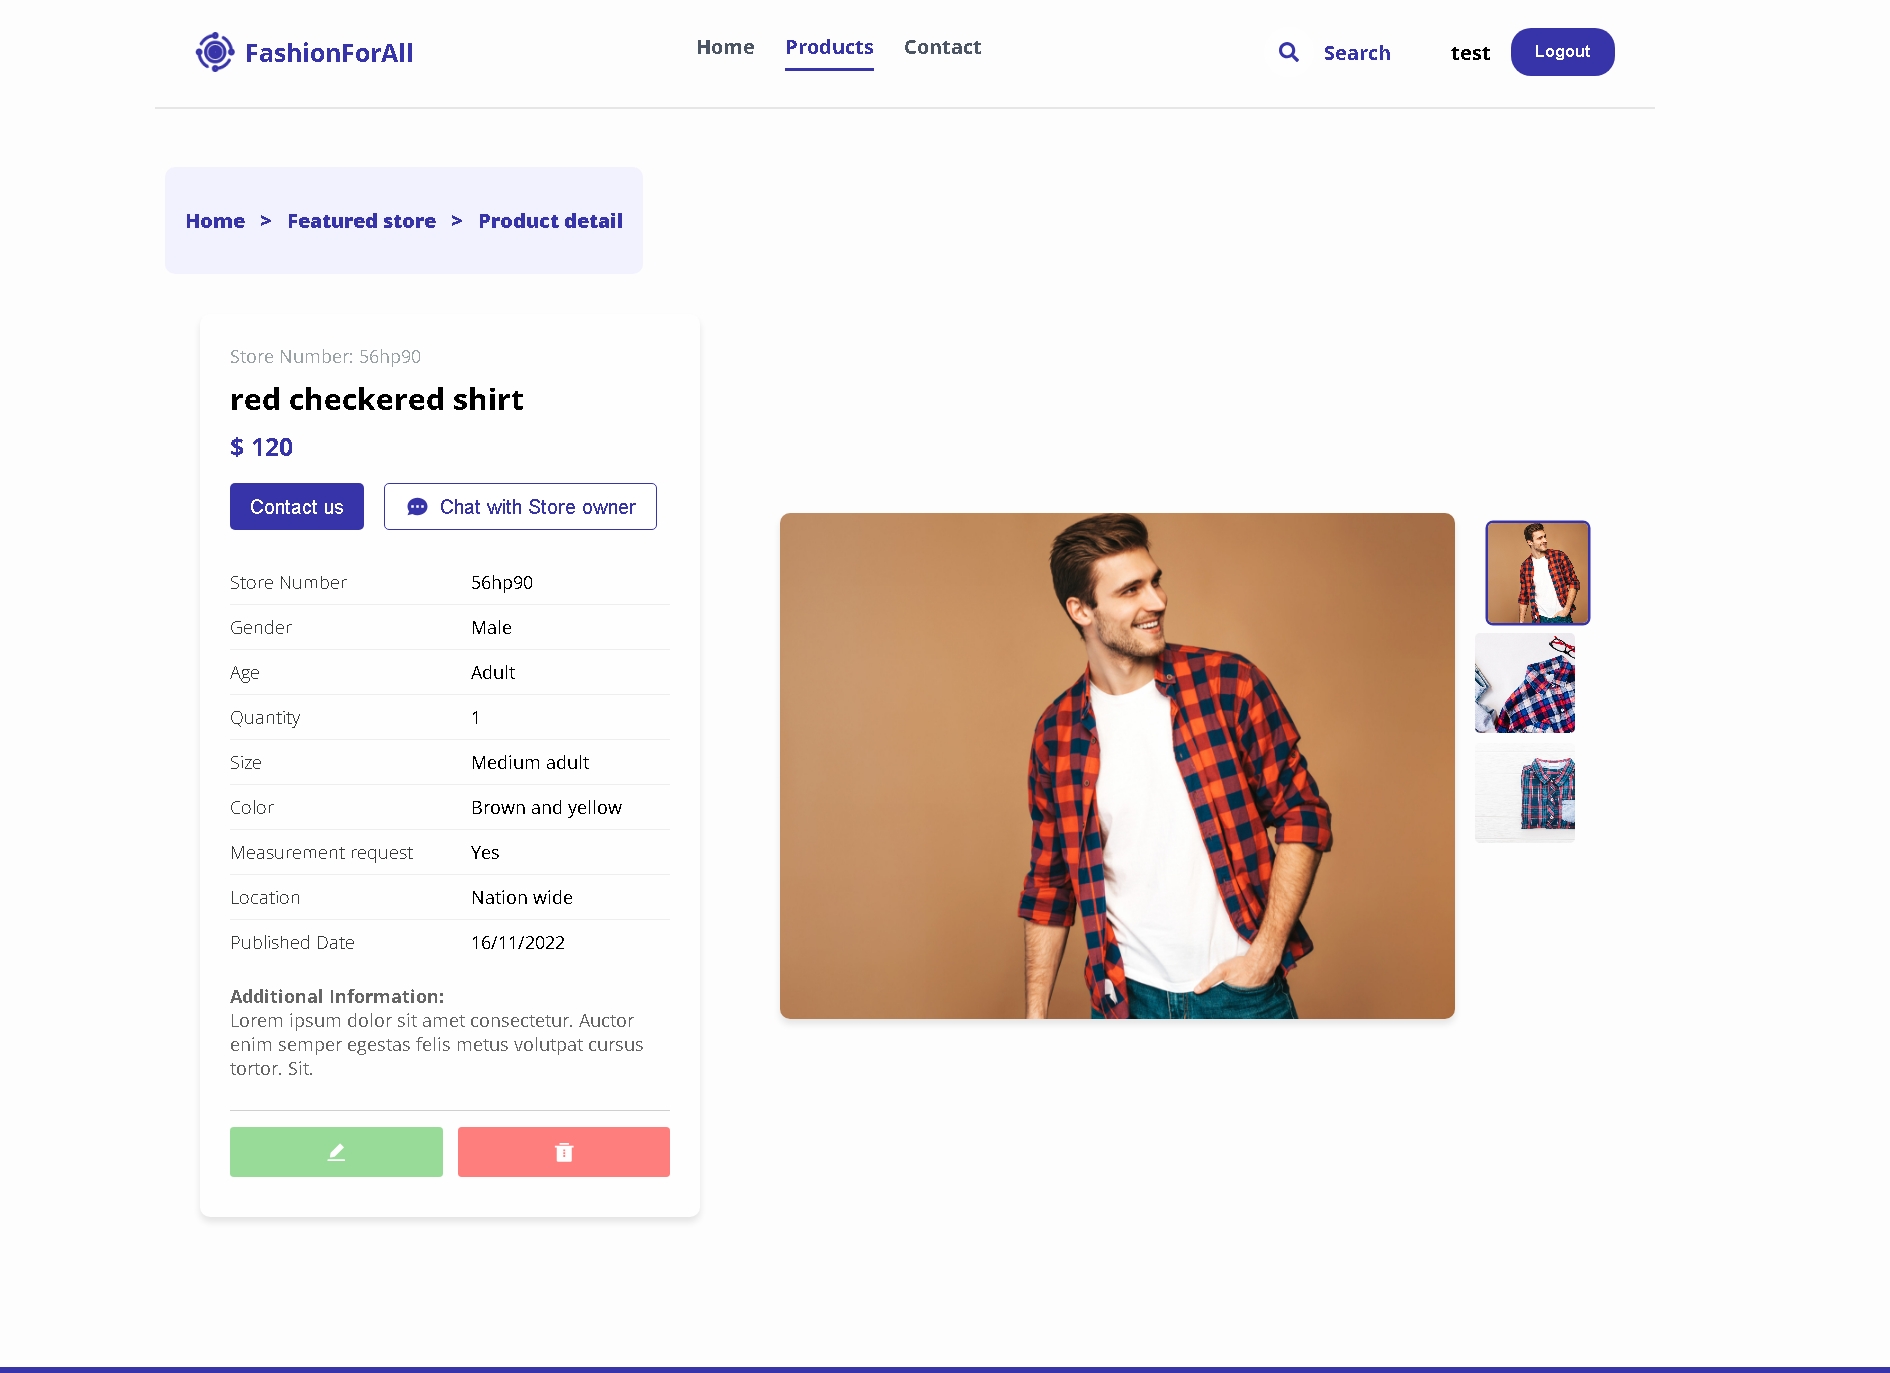 FashionForAll
Home Products Contact
Search test Logout
Home > Featured store > Product detail
Store Number: 56hp90
red checkered shirt
$ 120
Contact us Chat with Store owner
Store Number 56hp90
Gender Male
Age Adult
Quantity 1
Size Medium adult
Color Brown and yellow
Measurement request Yes
Location Nation wide
Published Date 16/11/2022
Additional Information:
Lorem ipsum dolor sit amet consectetur. Auctor
enim semper egestas felis metus volutpat cursus
tortor. Sit.